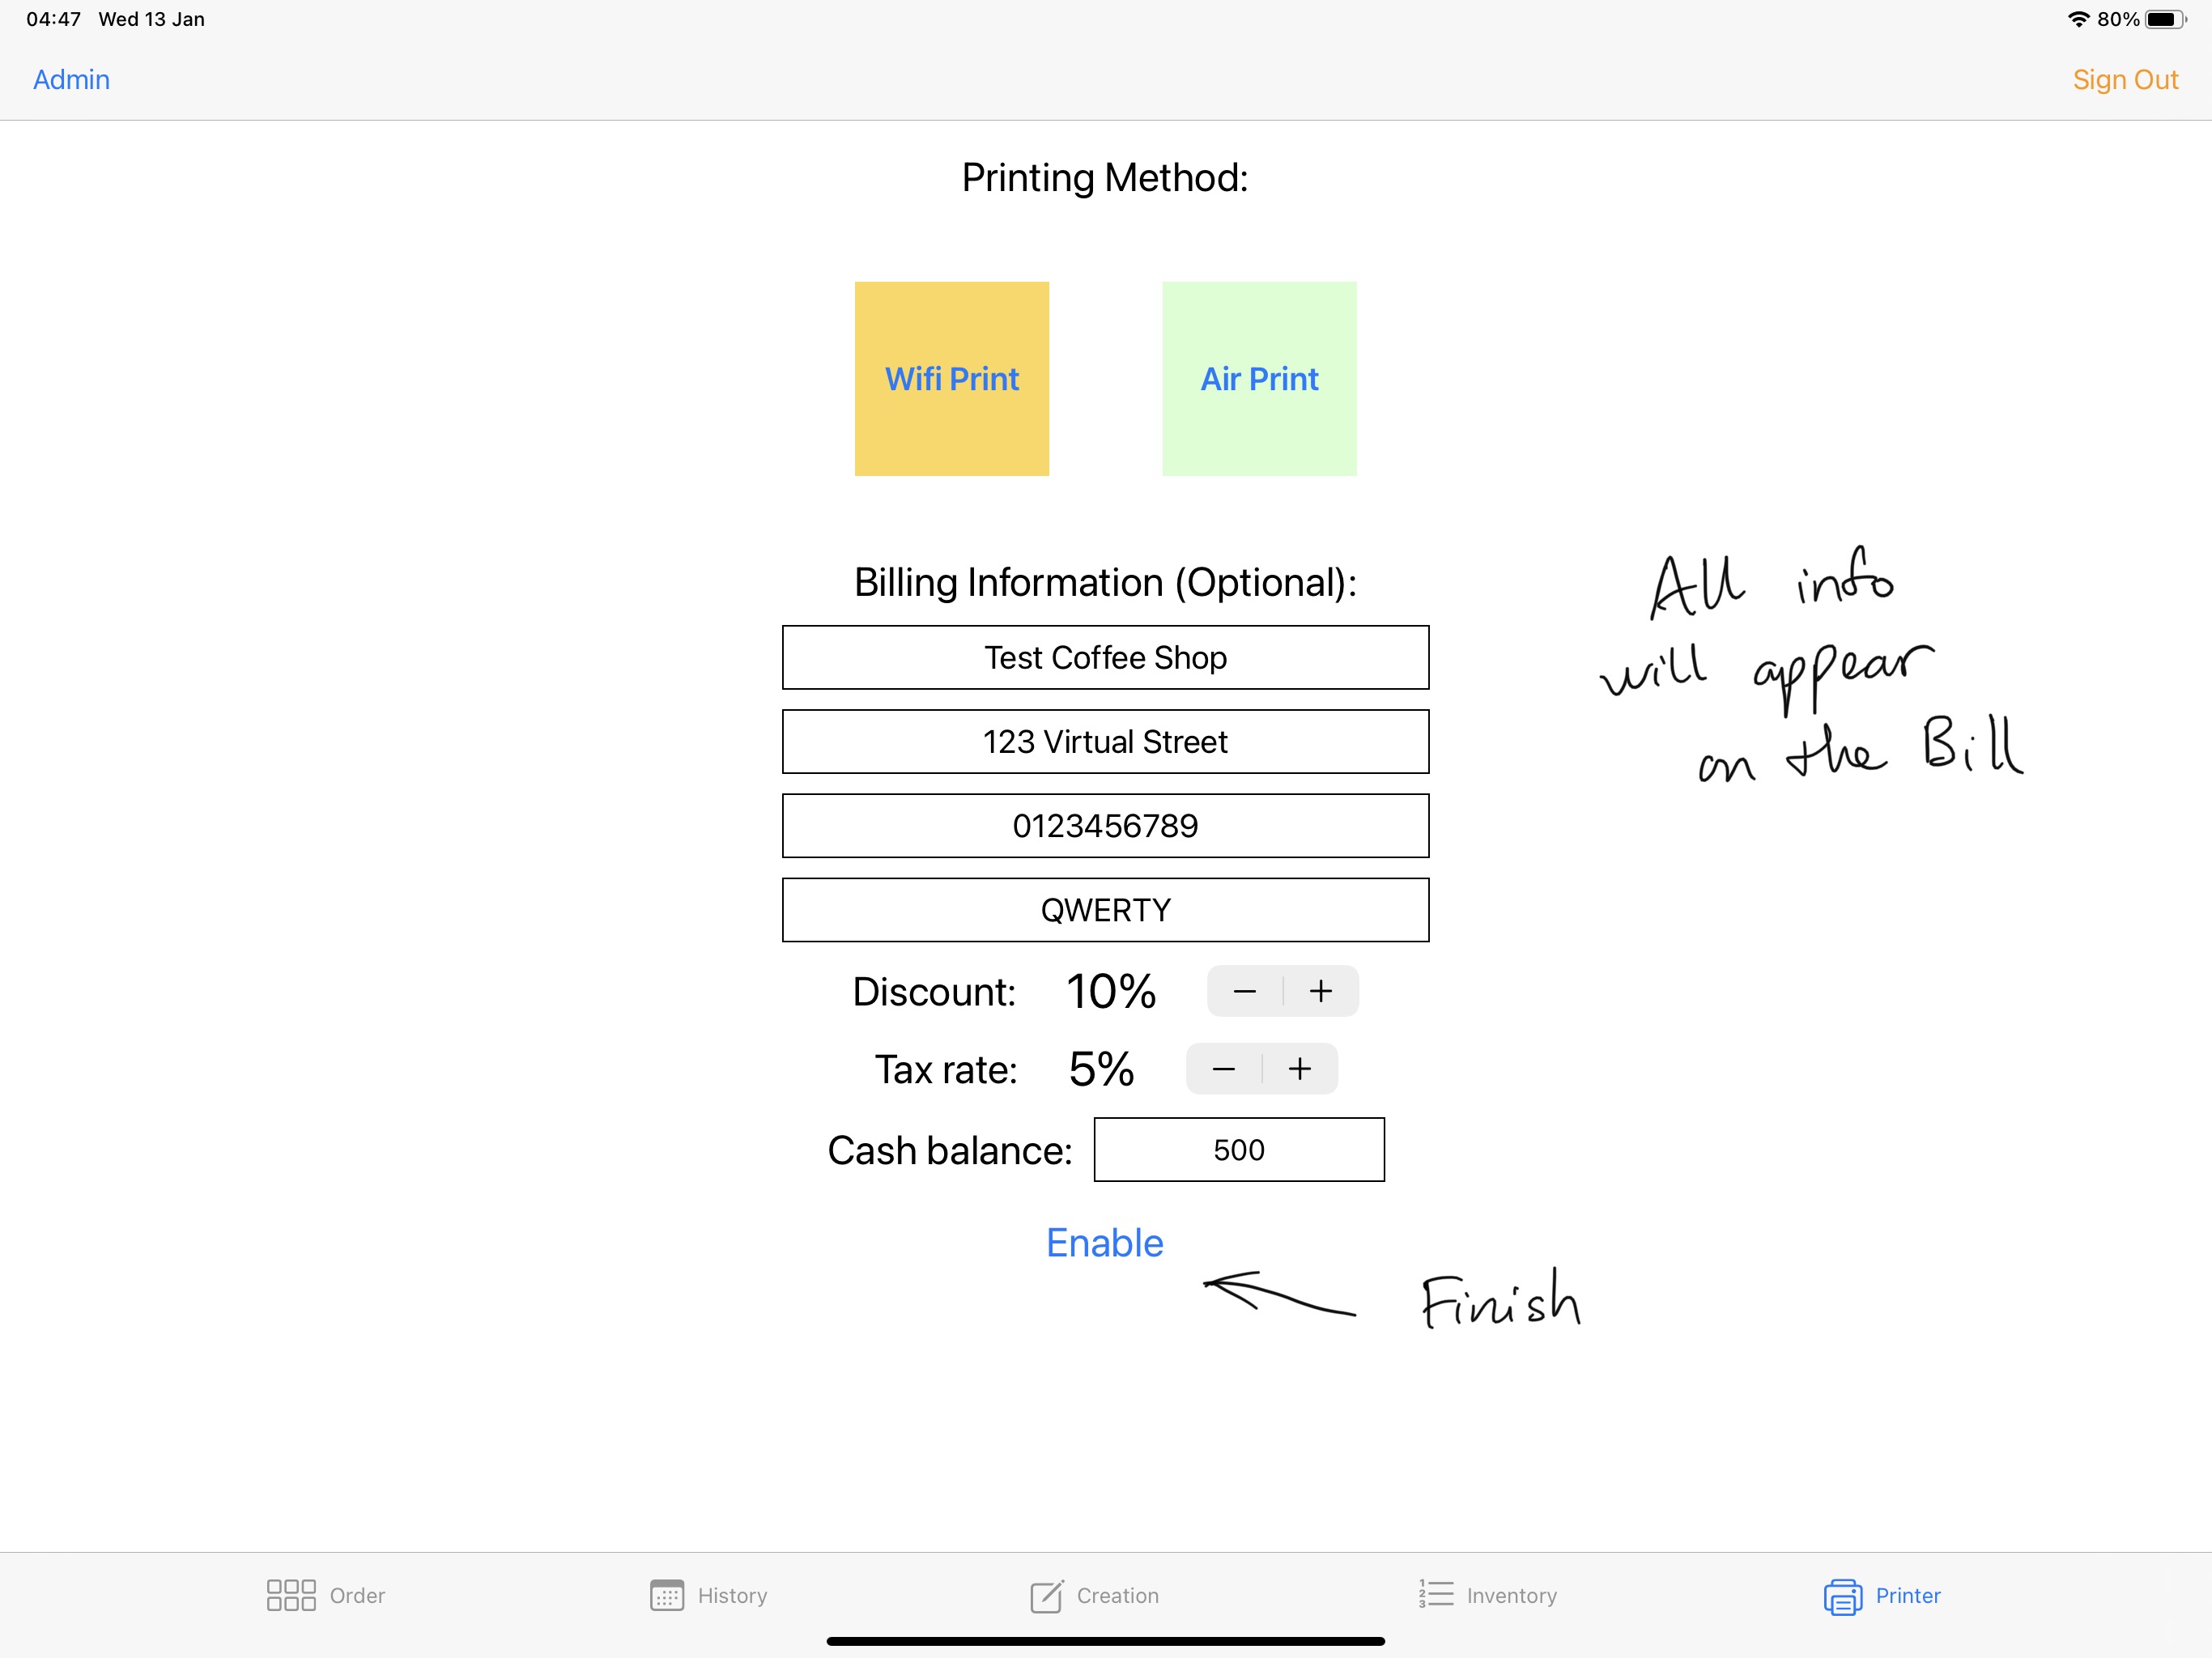 04:47 Wed 13 Jan 80%
Admin Sign Out
Printing Method:
Wifi Print Air Print
Billing Information (Optional):
Test Coffee Shop
123 Virtual Street
0123456789
QWERTY
All info
will appear
on the Bill
Discount: 10% − +
Tax rate: 5% − +
Cash balance: 500
Enable
Finish
Order History Creation Inventory Printer